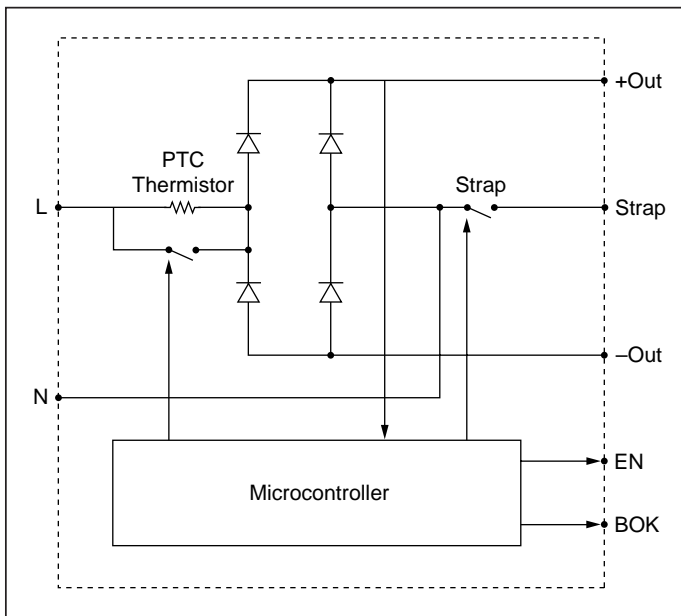 +Out
PTC
Thermistor
Strap
L
Strap
–Out
N
EN
Microcontroller
BOK